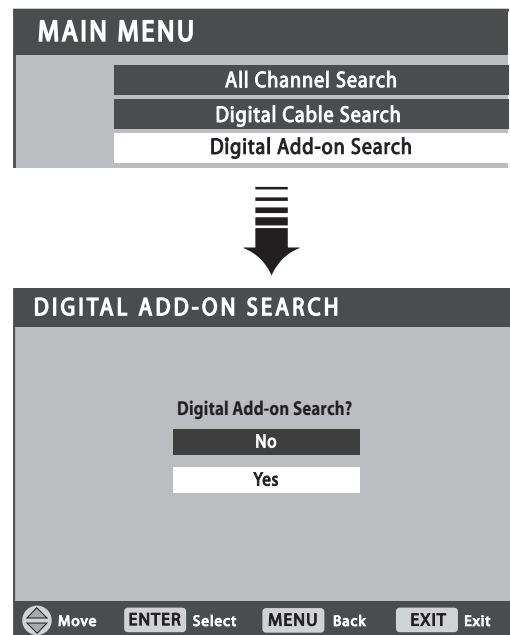 MAIN MENU
All Channel Search
Digital Cable Search
Digital Add-on Search
DIGITAL ADD-ON SEARCH
Digital Add-on Search?
No
Yes
Move ENTER Select MENU Back EXIT Exit